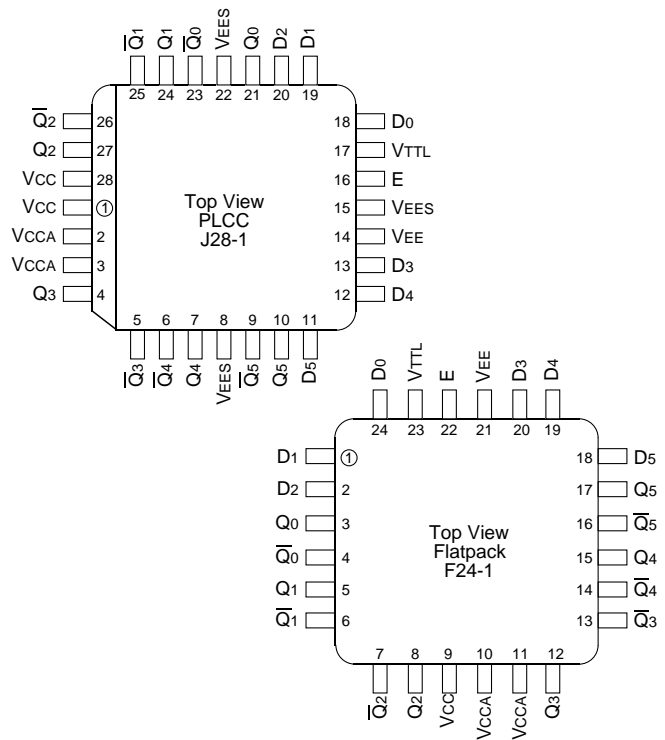 Q̅1 Q1 Q̅0 VEES Q0 D2 D1
25 24 23 22 21 20 19
Q̅2 26
Q2 27
VCC 28
VCC 1
VCCA 2
VCCA 3
Q3 4
Top View
PLCC
J28-1
18 D0
17 VTTL
16 E
15 VEES
14 VEE
13 D3
12 D4
5 6 7 8 9 10 11
Q̅3 Q̅4 Q4 VEES Q̅5 Q5 D5
D0 VTTL E VEE D3 D4
24 23 22 21 20 19
D1 1
D2 2
Q0 3
Q̅0 4
Q1 5
Q̅1 6
Top View
Flatpack
F24-1
18 D5
17 Q5
16 Q̅5
15 Q4
14 Q̅4
13 Q̅3
7 8 9 10 11 12
Q̅2 Q2 VCC VCCA VCCA Q3